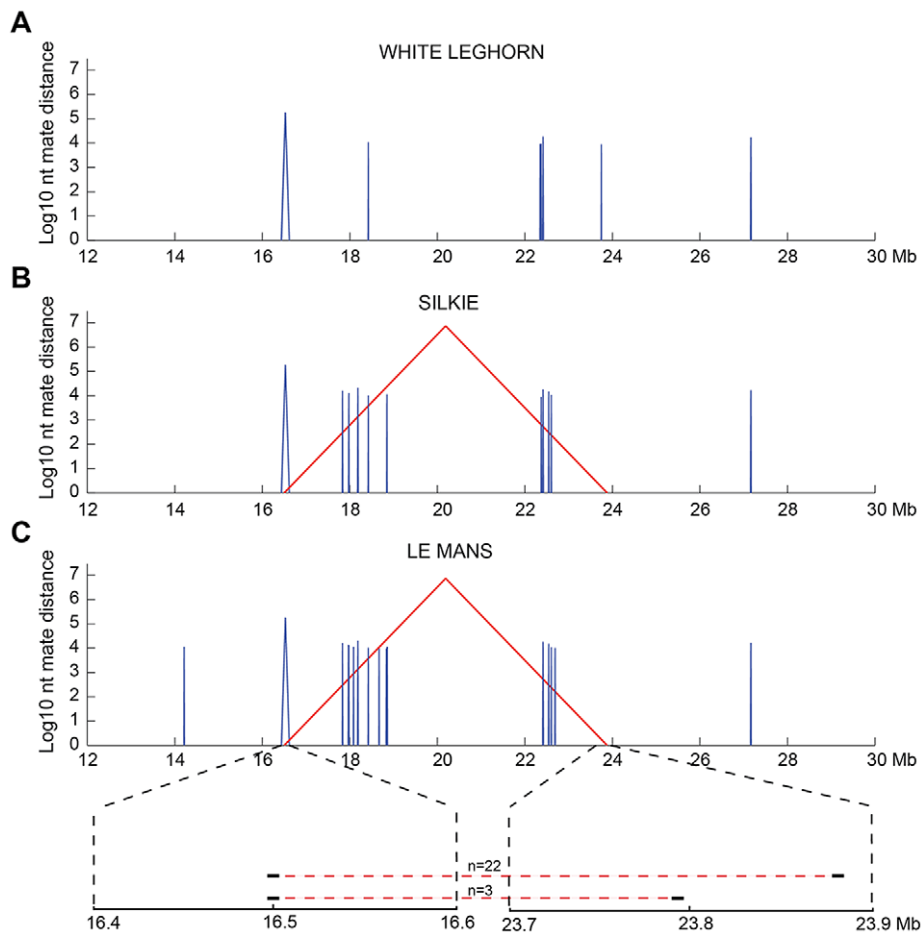 A
WHITE LEGHORN
Log10 nt mate distance
7
6
5
4
3
2
1
0
12 14 16 18 20 22 24 26 28 30 Mb
B
SILKIE
Log10 nt mate distance
7
6
5
4
3
2
1
0
12 14 16 18 20 22 24 26 28 30 Mb
C
LE MANS
Log10 nt mate distance
7
6
5
4
3
2
1
0
12 14 16 18 20 22 24 26 28 30 Mb
n=22
n=3
16.4 16.5 16.6 23.7 23.8 23.9 Mb